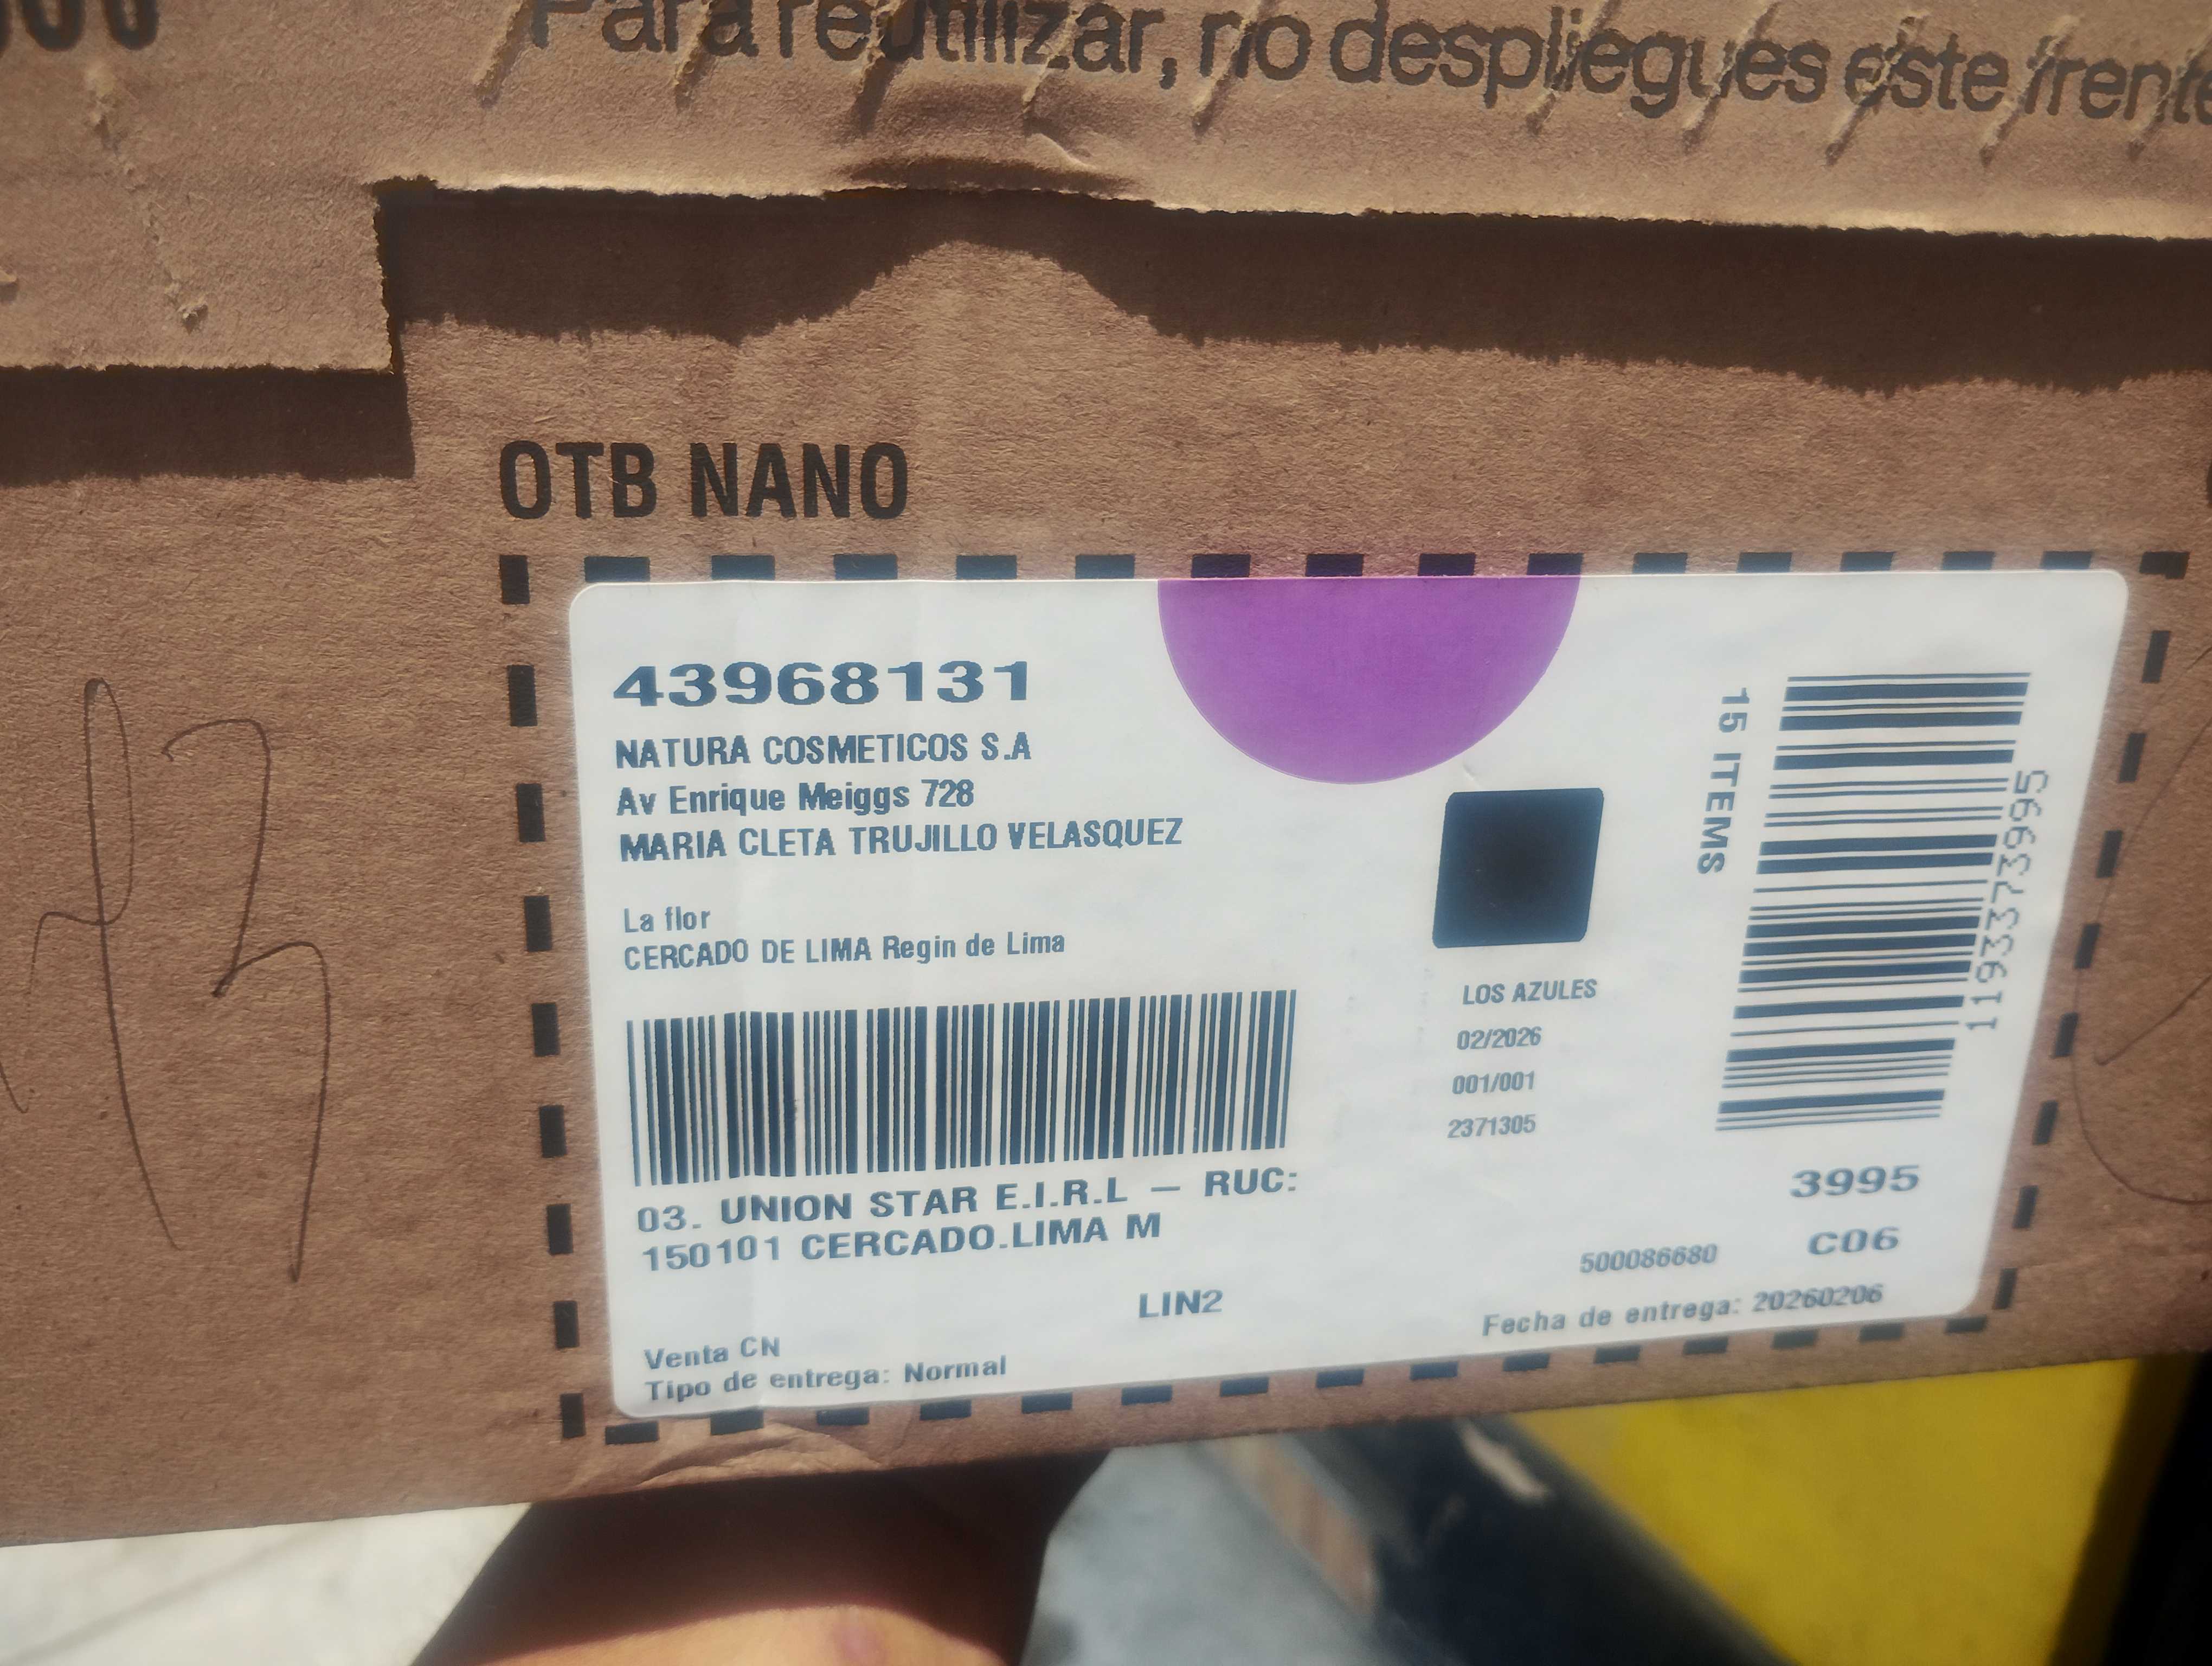 Para reutilizar, no despliegues este frente
OTB NANO
43968131
NATURA COSMETICOS S.A
Av Enrique Meiggs 728
MARIA CLETA TRUJILLO VELASQUEZ
La flor
CERCADO DE LIMA Regin de Lima
03. UNION STAR E.I.R.L — RUC:
150101 CERCADO.LIMA M
LIN2
Venta CN
Tipo de entrega: Normal
LOS AZULES
02/2026
001/001
2371305
15 ITEMS
1193373995
3995
C06
500086680
Fecha de entrega: 20260206